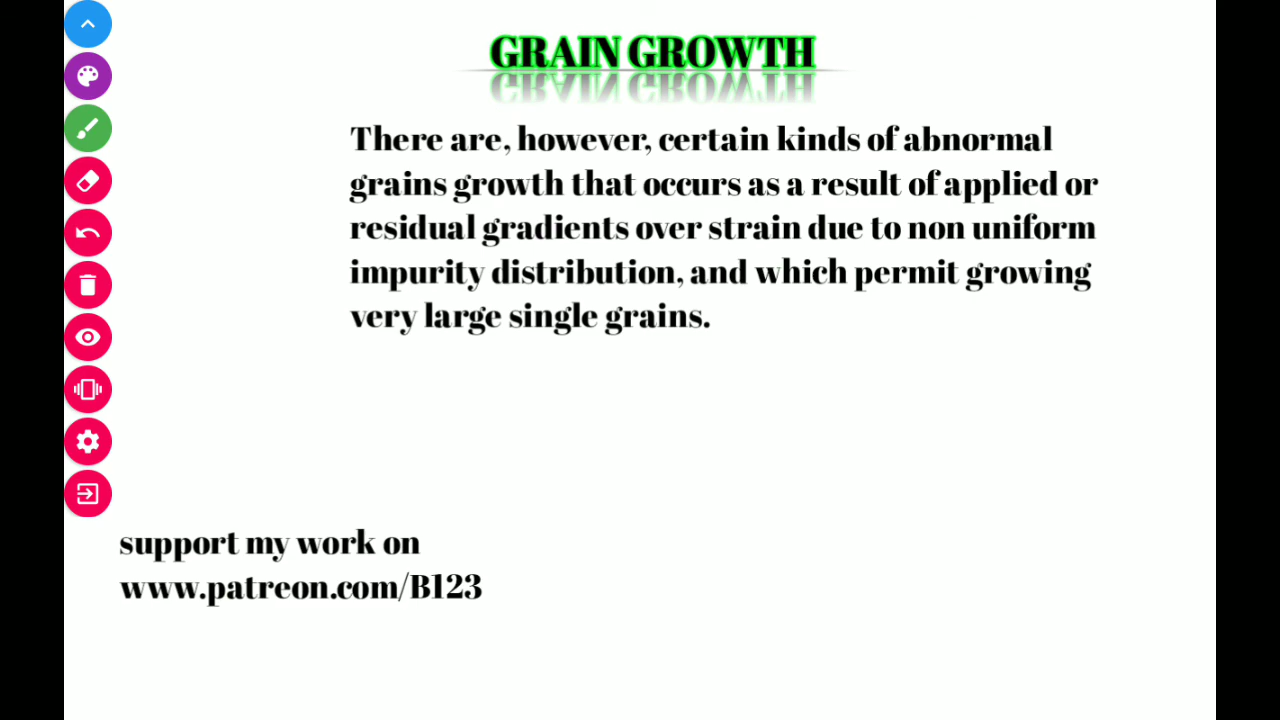 GRAIN GROWTH
There are, however, certain kinds of abnormal
grains growth that occurs as a result of applied or
residual gradients over strain due to non uniform
impurity distribution, and which permit growing
very large single grains.
support my work on
www.patreon.com/B123